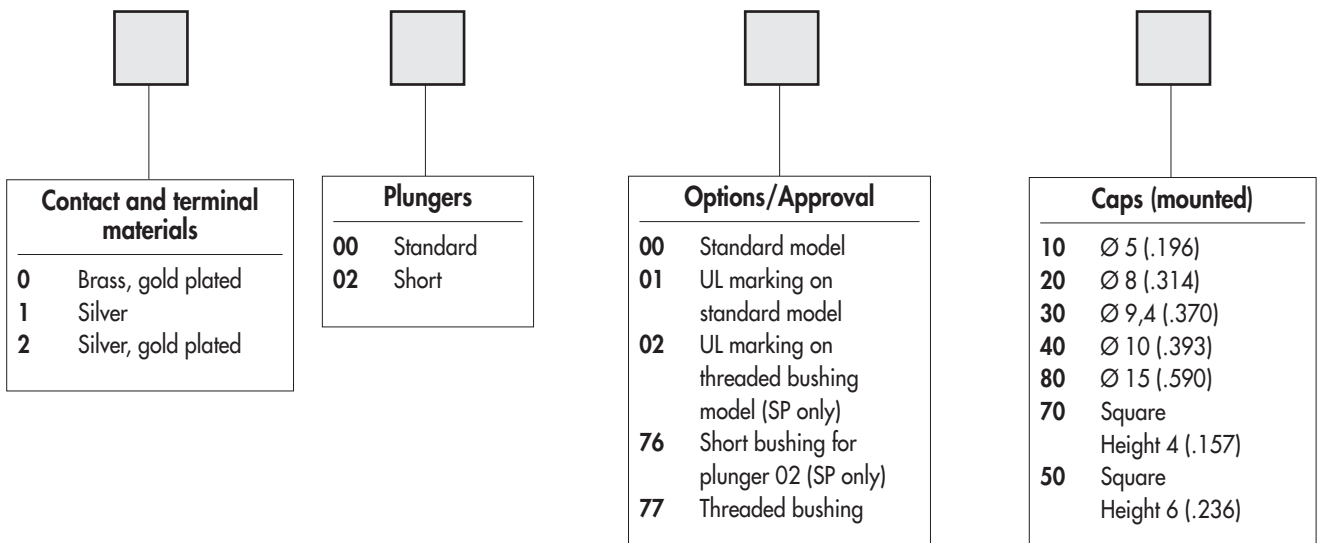 Contact and terminal
materials
0 Brass, gold plated
1 Silver
2 Silver, gold plated
Plungers
00 Standard
02 Short
Options/Approval
00 Standard model
01 UL marking on
standard model
02 UL marking on
threaded bushing
model (SP only)
76 Short bushing for
plunger 02 (SP only)
77 Threaded bushing
Caps (mounted)
10 Ø 5 (.196)
20 Ø 8 (.314)
30 Ø 9,4 (.370)
40 Ø 10 (.393)
80 Ø 15 (.590)
70 Square
Height 4 (.157)
50 Square
Height 6 (.236)